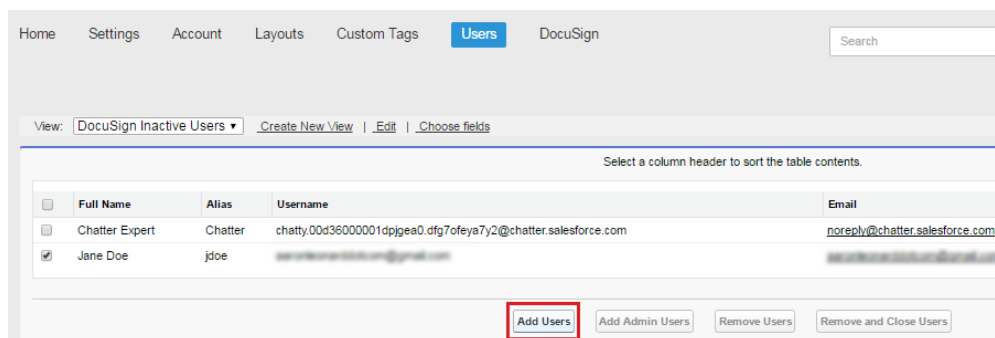 Home Settings Account Layouts Custom Tags Users DocuSign Search
View: DocuSign Inactive Users Create New View | Edit | Choose fields
Select a column header to sort the table contents.
Full Name Alias Username Email
Chatter Expert Chatter chatty.00d36000001dpjgea0.dfg7ofeya7y2@chatter.salesforce.com noreply@chatter.salesforce.com
Jane Doe jdoe
Add Users Add Admin Users Remove Users Remove and Close Users